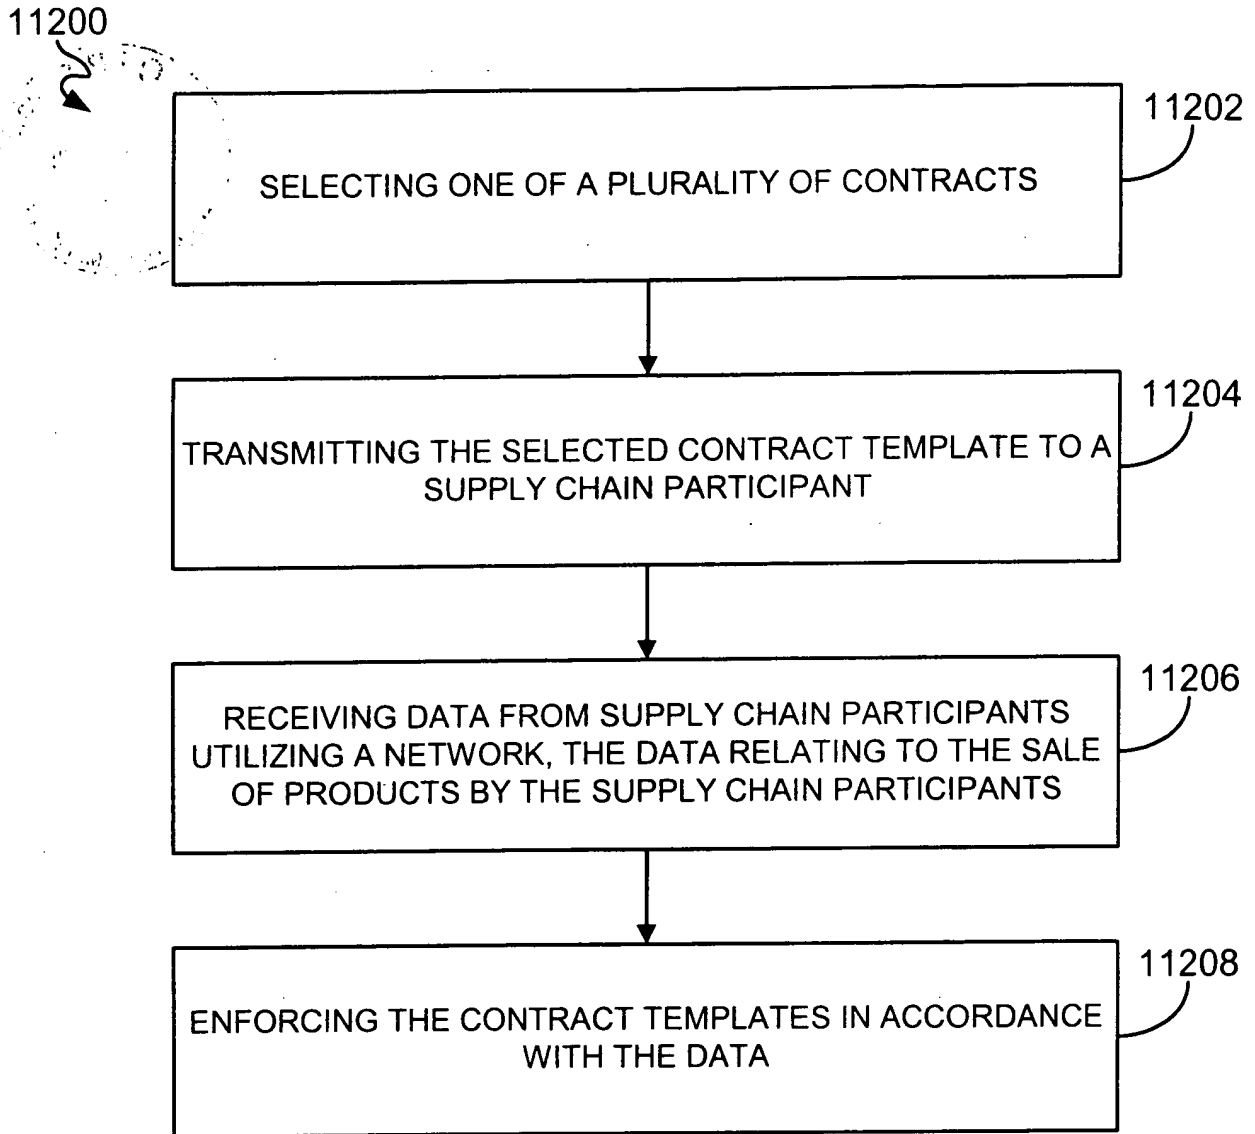 11200
11202
SELECTING ONE OF A PLURALITY OF CONTRACTS
11204
TRANSMITTING THE SELECTED CONTRACT TEMPLATE TO A
SUPPLY CHAIN PARTICIPANT
11206
RECEIVING DATA FROM SUPPLY CHAIN PARTICIPANTS
UTILIZING A NETWORK, THE DATA RELATING TO THE SALE
OF PRODUCTS BY THE SUPPLY CHAIN PARTICIPANTS
11208
ENFORCING THE CONTRACT TEMPLATES IN ACCORDANCE
WITH THE DATA